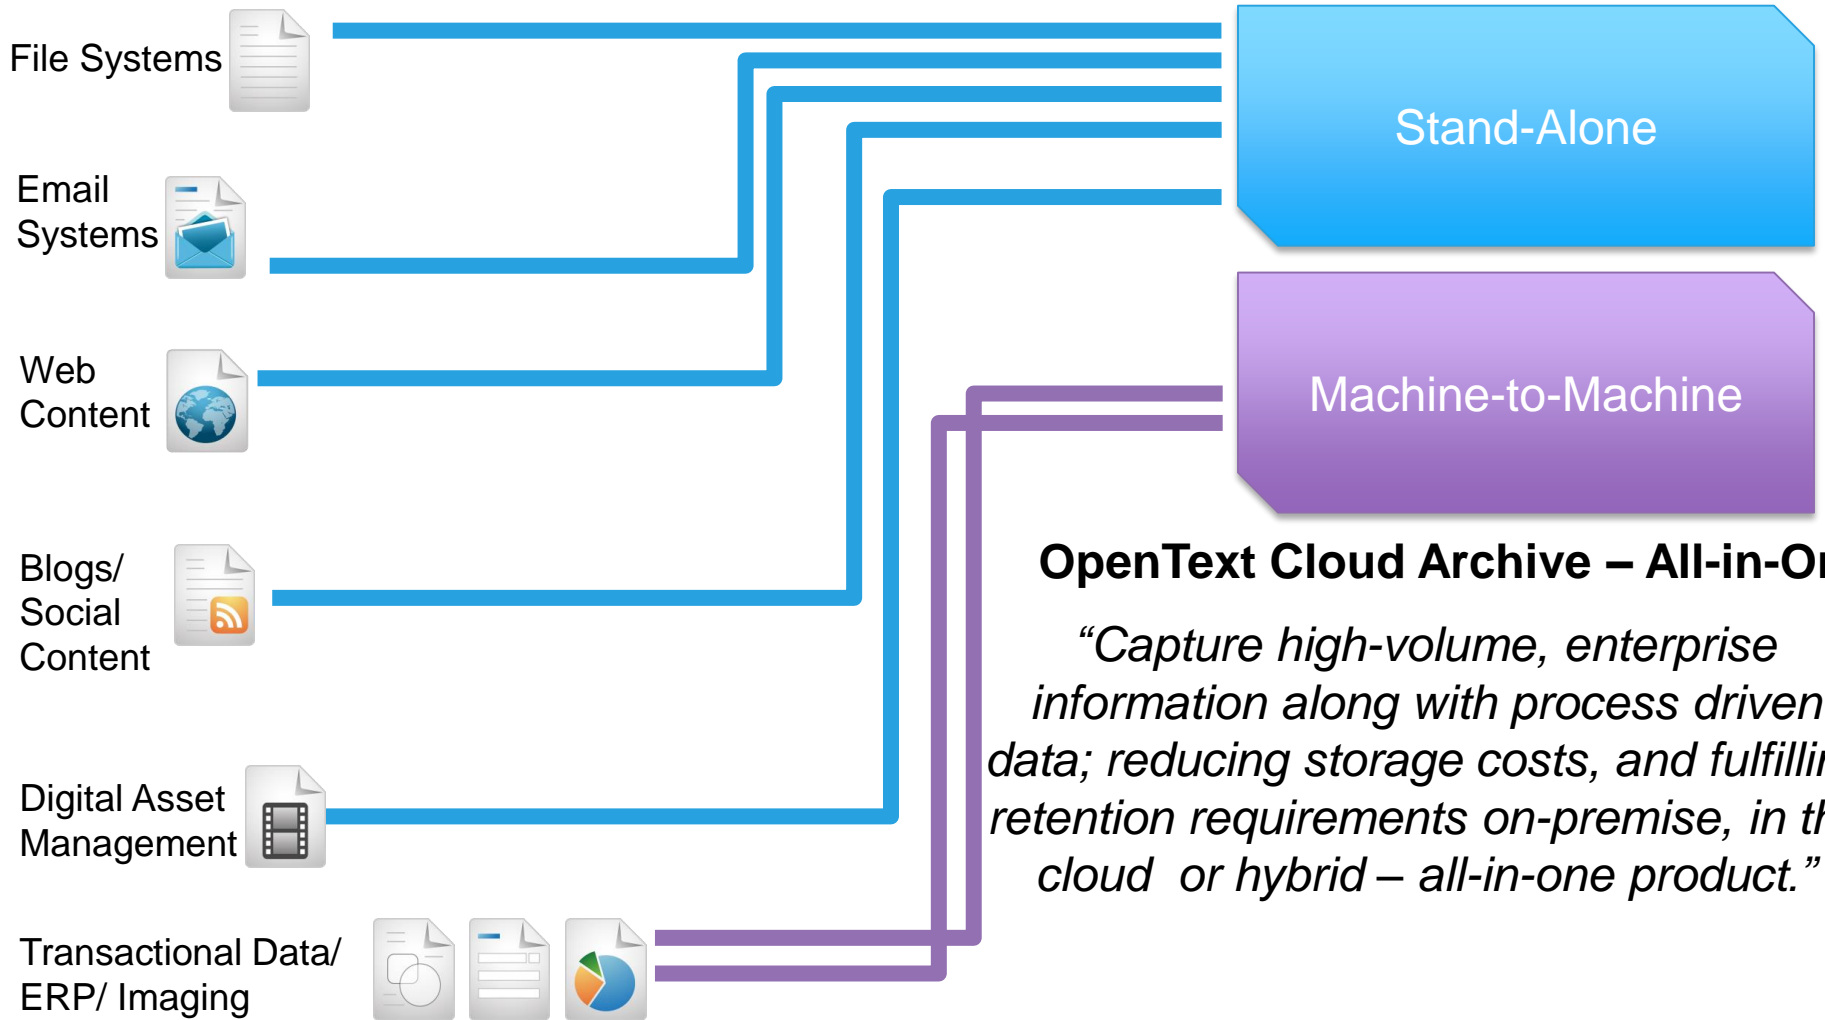 File Systems
Email
Systems
Web
Content
Blogs/
Social
Content
Digital Asset
Management
Transactional Data/
ERP/ Imaging
Stand-Alone
Machine-to-Machine
OpenText Cloud Archive – All-in-
“Capture high-volume, enterprise
information along with process driven
data; reducing storage costs, and
retention requirements on-premise, in
cloud or hybrid – all-in-one product.”